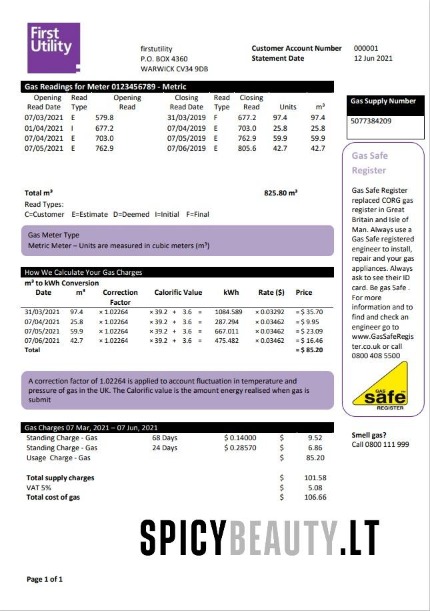 First
Utility
firstutility
P.O. BOX 4360
WARWICK CV34 9DB
Customer Account Number 000001
Statement Date 12 Jun 2021
Gas Readings for Meter 0123456789 - Metric
Opening Read Opening Closing Read Closing
Read Date Type Read Read Date Type Read Units m³
07/03/2021 E 579.8 31/03/2019 F 677.2 97.4 97.4
01/04/2021 I 677.2 07/04/2019 E 703.0 25.8 25.8
07/04/2021 E 703.0 07/05/2019 E 762.9 59.9 59.9
07/05/2021 E 762.9 07/06/2019 E 805.6 42.7 42.7
Total m³ 825.80 m³
Read Types:
C=Customer E=Estimate D=Deemed I=Initial F=Final
Gas Meter Type
Metric Meter – Units are measured in cubic meters (m³)
How We Calculate Your Gas Charges
m³ to kWh Conversion
Date m³ Correction Calorific Value kWh Rate ($) Price
Factor
31/03/2021 97.4 × 1.02264 × 39.2 + 3.6 = 1084.589 × 0.03292 = $ 35.70
07/04/2021 25.8 × 1.02264 × 39.2 + 3.6 = 287.294 × 0.03462 = $ 9.95
07/05/2021 59.9 × 1.02264 × 39.2 + 3.6 = 667.011 × 0.03462 = $ 23.09
07/06/2021 42.7 × 1.02264 × 39.2 + 3.6 = 475.482 × 0.03462 = $ 16.46
Total = $ 85.20
A correction factor of 1.02264 is applied to account fluctuation in temperature and
pressure of gas in the UK. The Calorific value is the amount energy realised when gas is
submit
Gas Charges 07 Mar, 2021 – 07 Jun, 2021
Standing Charge - Gas 68 Days $ 0.14000 $ 9.52
Standing Charge - Gas 24 Days $ 0.28570 $ 6.86
Usage Charge - Gas $ 85.20
Total supply charges $ 101.58
VAT 5% $ 5.08
Total cost of gas $ 106.66
Gas Supply Number
5077384209
Gas Safe
Register
Gas Safe Register
replaced CORG gas
register in Great
Britain and Isle of
Man. Always use a
Gas Safe registered
engineer to install,
repair and your gas
appliances. Always
ask to see their ID
card. Be gas Safe .
For more
information and to
find and check an
engineer go to
www.GasSafeRegis
ter.co.uk or call
0800 408 5500
gas
safe
REGISTER
Smell gas?
Call 0800 111 999
SPICYBEAUTY.LT
Page 1 of 1